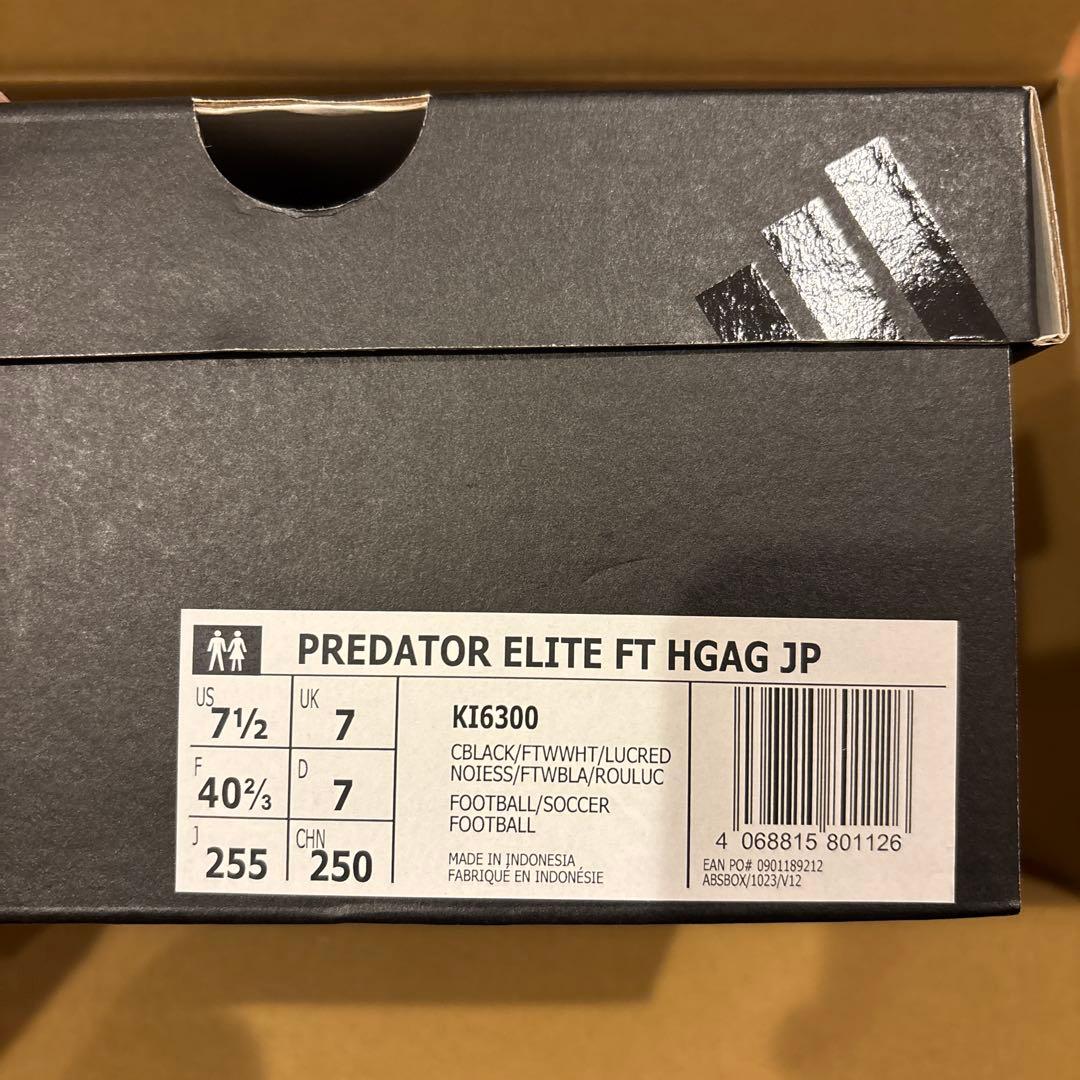 PREDATOR ELITE FT HGAG JP
US 7½
UK 7
F 40⅔
D 7
J 255
CHN 250
KI6300
CBLACK/FTWWHT/LUCRED
NOIESS/FTWBLA/ROULUC
FOOTBALL/SOCCER
FOOTBALL
MADE IN INDONESIA
FABRIQUÉ EN INDONÉSIE
4 068815 801126
EAN PO# 0901189212
ABSBOX/1023/V12